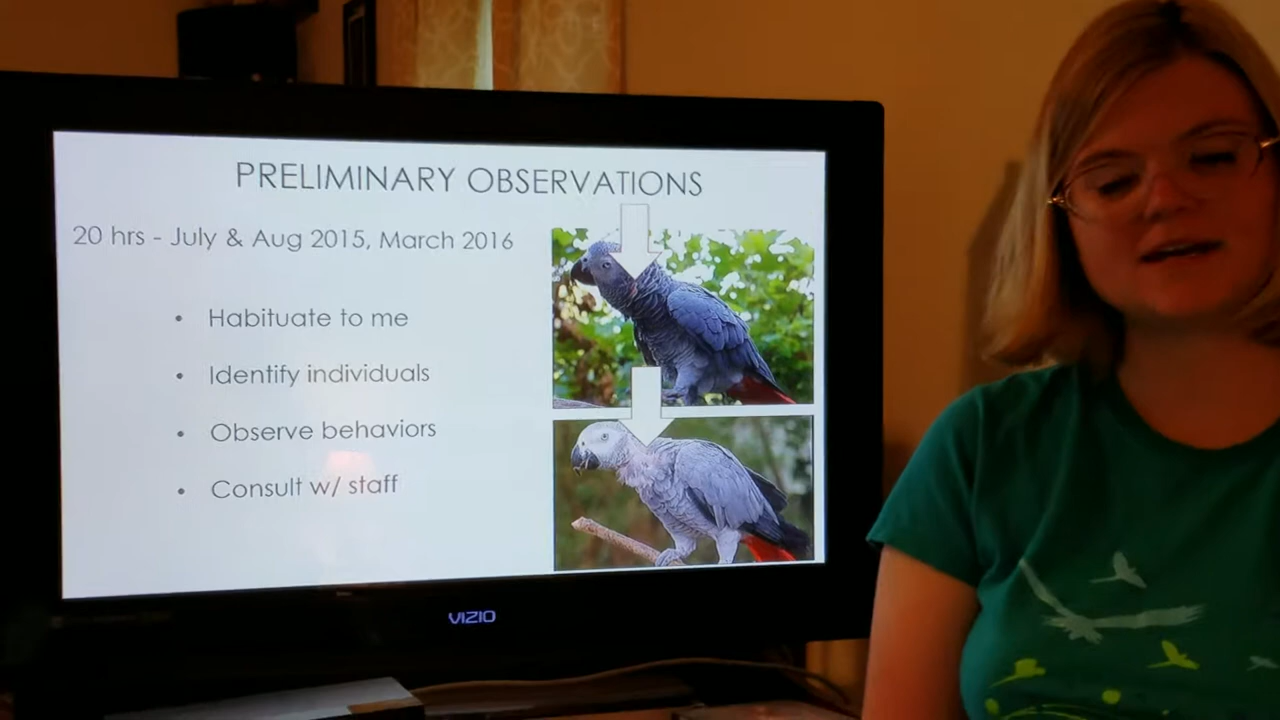 PRELIMINARY OBSERVATIONS
20 hrs - July & Aug 2015, March 2016
• Habituate to me
• Identify individuals
• Observe behaviors
• Consult w/ staff
VIZIO